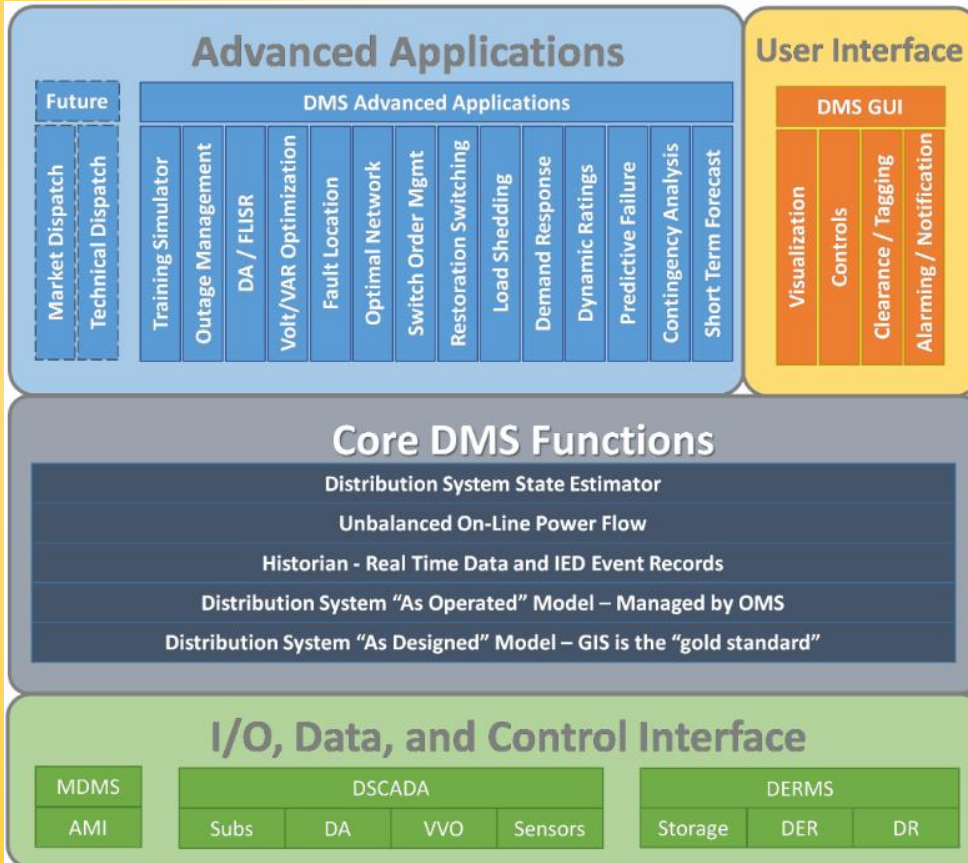 Advanced Applications
User Interface
Future
DMS Advanced Applications
DMS GUI
Market Dispatch
Technical Dispatch
Training Simulator
Outage Management
DA / FLISR
Volt/VAR Optimization
Fault Location
Optimal Network
Switch Order Mgmt
Restoration Switching
Load Shedding
Demand Response
Dynamic Ratings
Predictive Failure
Contingency Analysis
Short Term Forecast
Visualization
Controls
Clearance / Tagging
Alarming / Notification
Core DMS Functions
Distribution System State Estimator
Unbalanced On-Line Power Flow
Historian - Real Time Data and IED Event Records
Distribution System “As Operated” Model – Managed by OMS
Distribution System “As Designed” Model – GIS is the “gold standard”
I/O, Data, and Control Interface
MDMS
DSCADA
DERMS
AMI
Subs
DA
VVO
Sensors
Storage
DER
DR